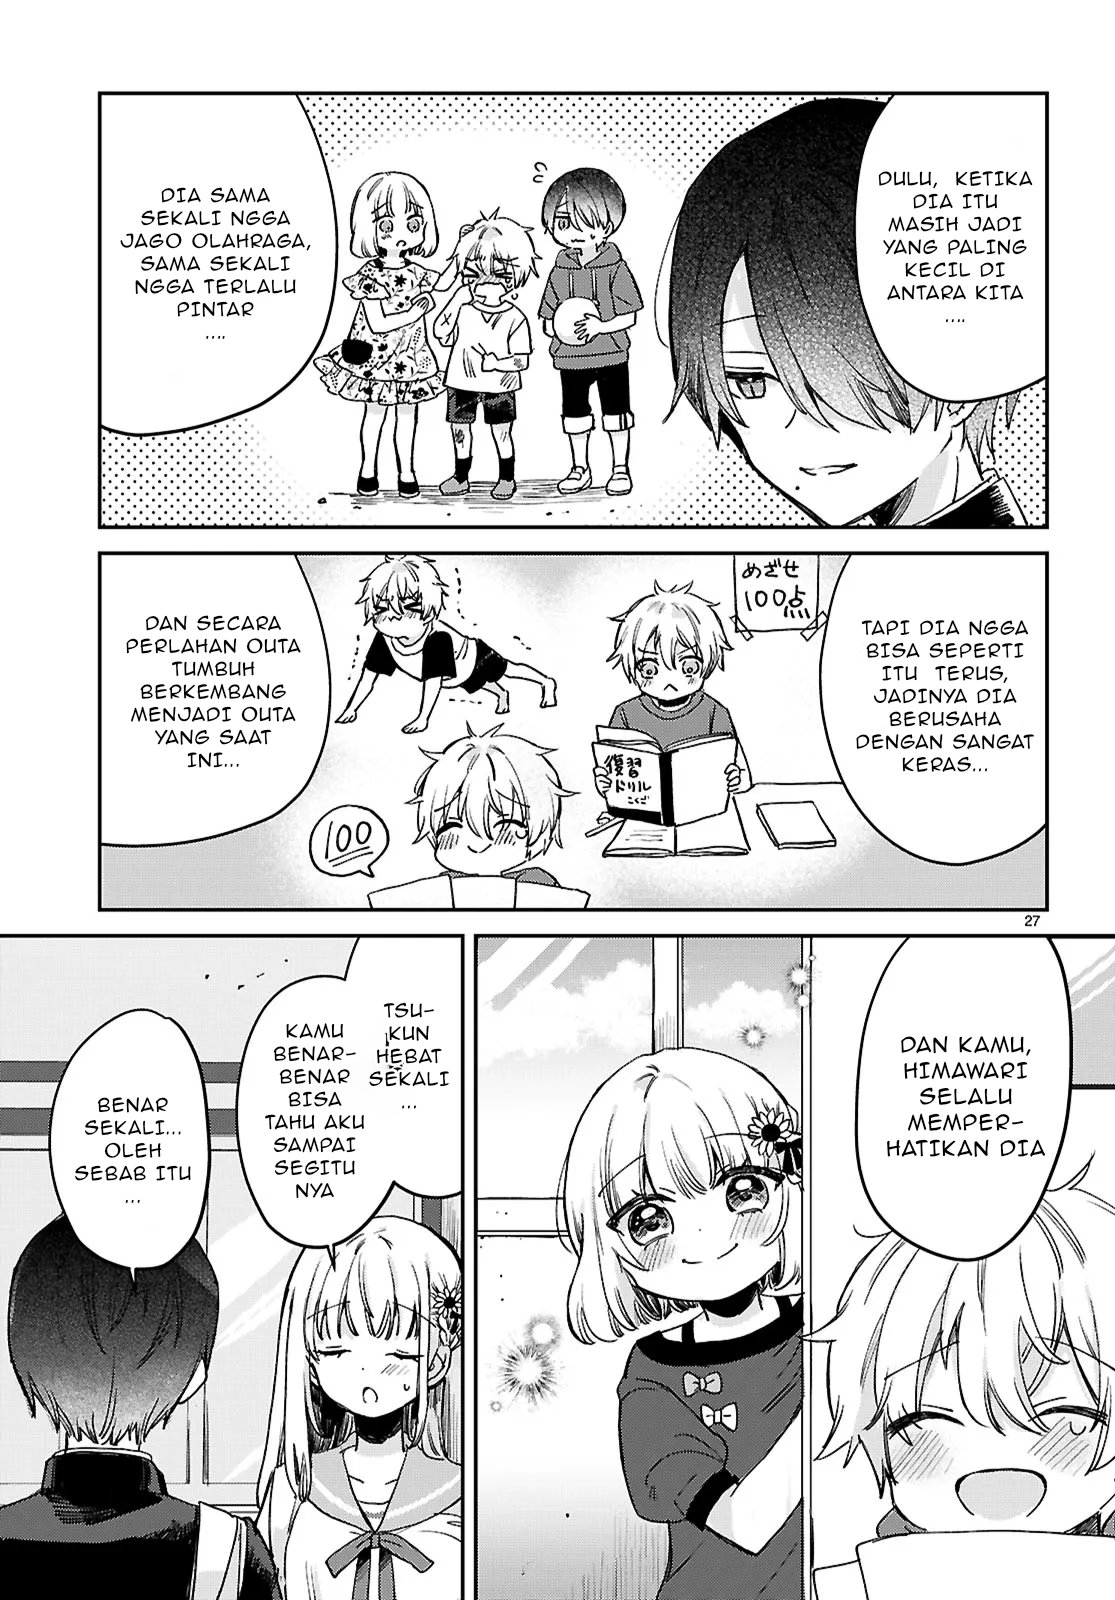 DULU, KETIKA
DIA ITU
MASIH JADI
YANG PALING
KECIL DI
ANTARA KITA
....
DIA SAMA
SEKALI NGGA
JAGO OLAHRAGA,
SAMA SEKALI
NGGA TERLALU
PINTAR
....
めざせ
100点
TAPI DIA NGGA
BISA SEPERTI
ITU TERUS,
JADINYA DIA
BERUSAHA
DENGAN SANGAT
KERAS...
復習
ドリル
こくご
DAN SECARA
PERLAHAN OUTA
TUMBUH
BERKEMBANG
MENJADI OUTA
YANG SAAT
INI...
100
27
DAN KAMU,
HIMAWARI
SELALU
MEMPER-
HATIKAN DIA
TSU-
KUN
HEBAT
SEKALI
...
KAMU
BENAR-
BENAR
BISA
TAHU AKU
SAMPAI
SEGITU
NYA
BENAR
SEKALI...
OLEH
SEBAB ITU
...